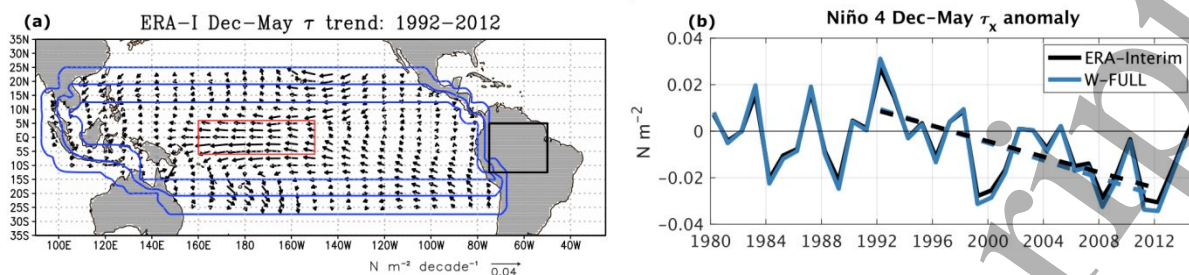 (a) ERA-I Dec-May τ trend: 1992-2012
35N
30N
25N
20N
15N
10N
5N
EQ
5S
10S
15S
20S
25S
30S
35S
100E 120E 140E 160E 180 160W 140W 120W 100W 80W 60W 40W
N m⁻² decade⁻¹ 0.04
(b) Niño 4 Dec-May τₓ anomaly
N m⁻²
0.04
0.02
0
-0.02
-0.04
ERA-Interim
W-FULL
1980 1984 1988 1992 1996 2000 2004 2008 2012